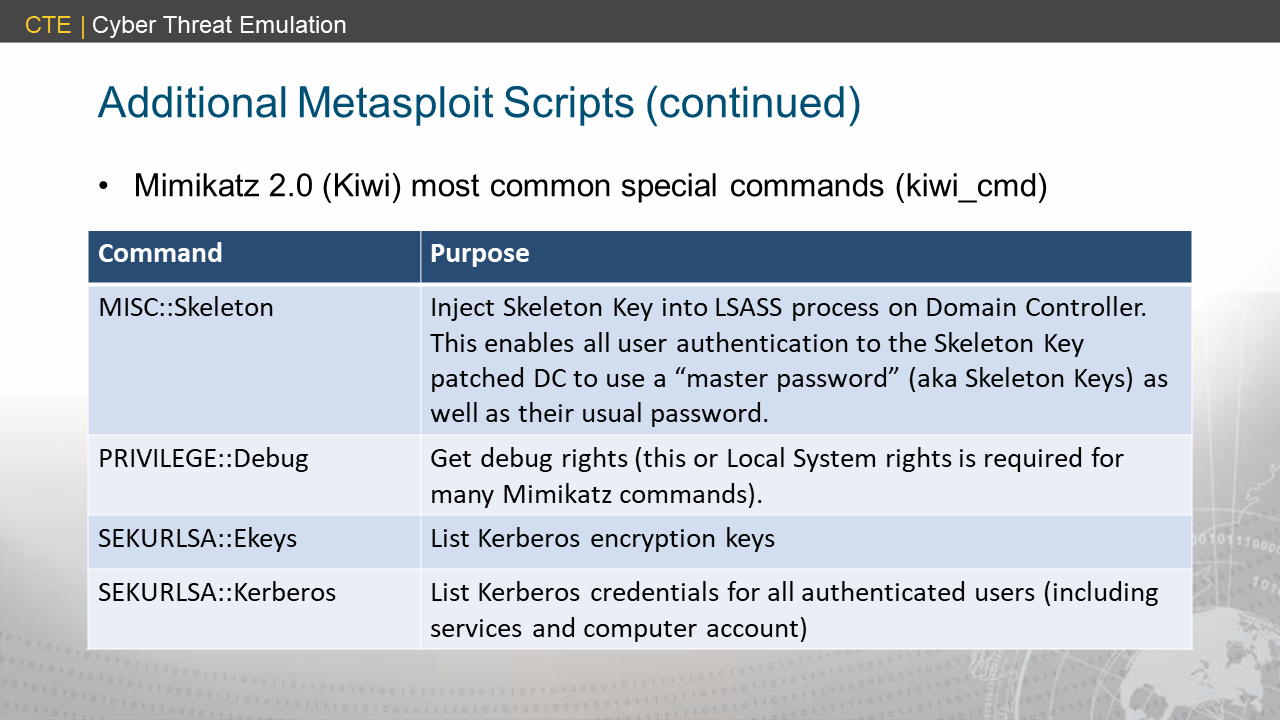 CTE | Cyber Threat Emulation
Additional Metasploit Scripts (continued)
• Mimikatz 2.0 (Kiwi) most common special commands (kiwi_cmd)
Command
Purpose
MISC::Skeleton
Inject Skeleton Key into LSASS process on Domain Controller.
This enables all user authentication to the Skeleton Key
patched DC to use a “master password” (aka Skeleton Keys) as
well as their usual password.
PRIVILEGE::Debug
Get debug rights (this or Local System rights is required for
many Mimikatz commands).
SEKURLSA::Ekeys
List Kerberos encryption keys
SEKURLSA::Kerberos
List Kerberos credentials for all authenticated users (including
services and computer account)